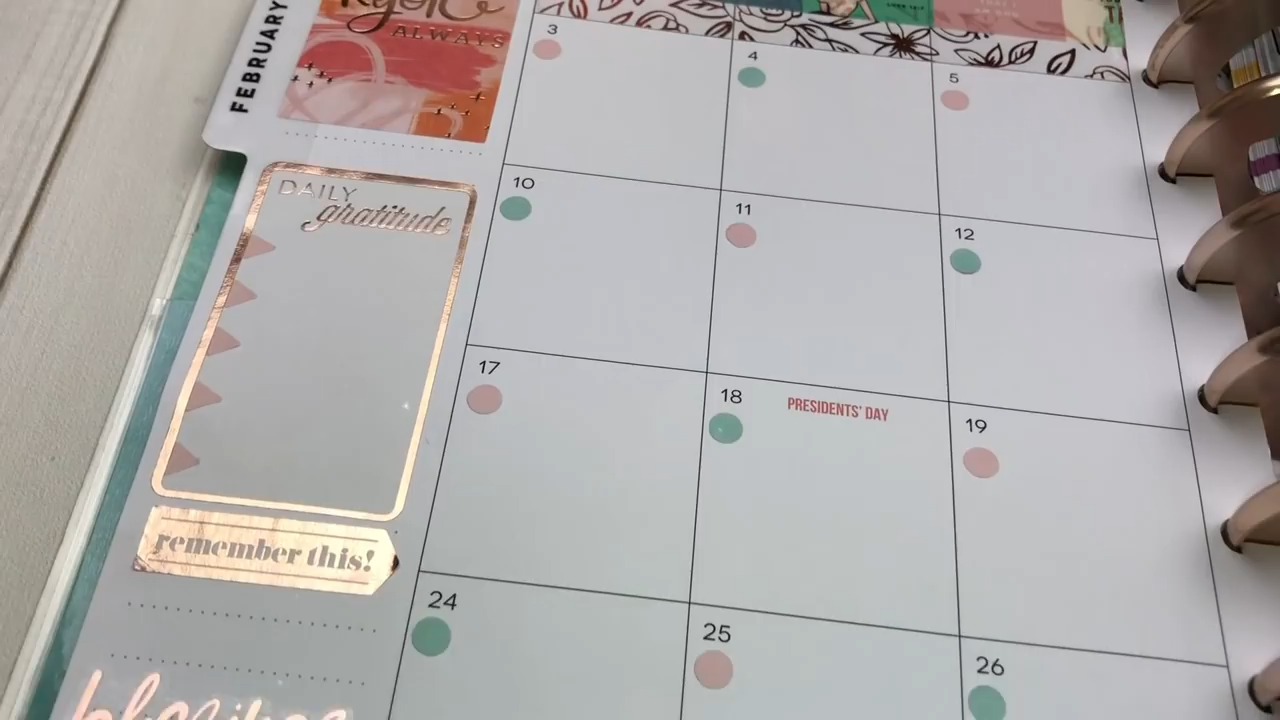 FEBRUARY
ALWAYS
DAILY
gratitude
remember this!
3
4
5
10
11
12
17
18
PRESIDENTS' DAY
19
24
25
26